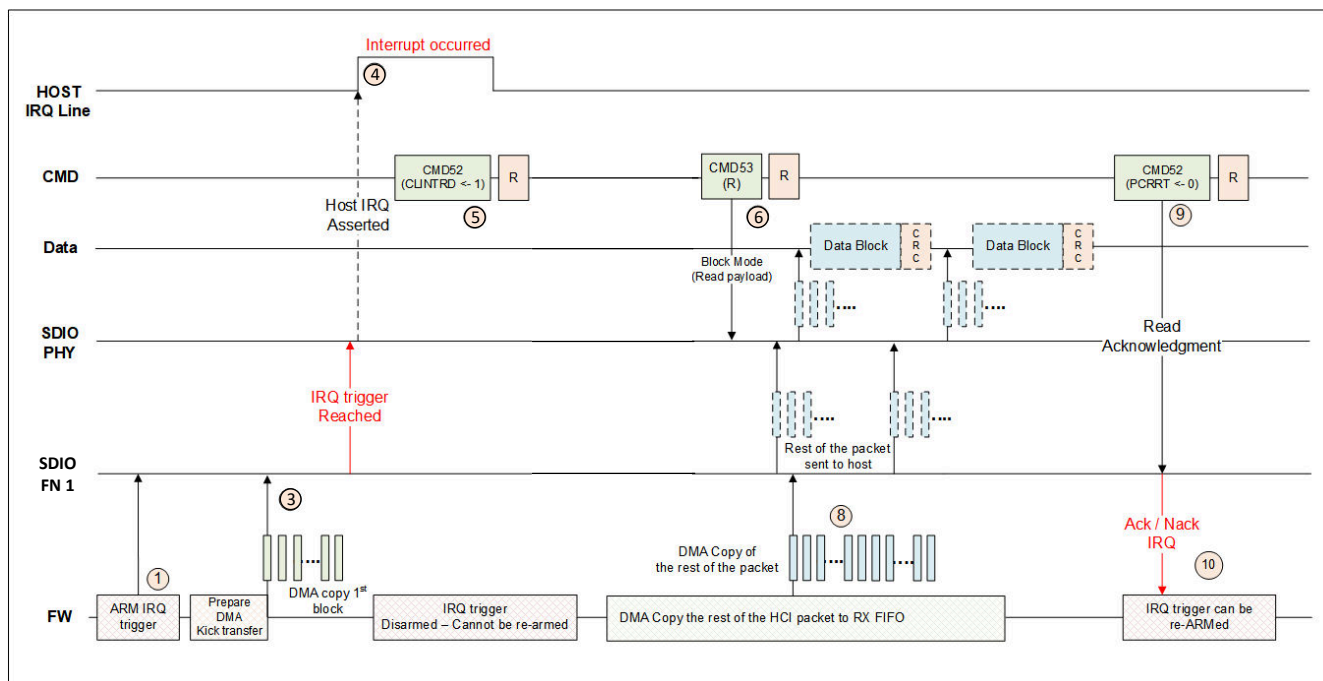 Interrupt occurred
4
HOST
IRQ Line
CMD
CMD52
(CLINTRD <- 1)
R
5
CMD53
(R)
R
6
CMD52
(PCRRT <- 0)
R
9
Host IRQ
Asserted
Data
Block Mode
(Read payload)
Data Block
C
R
C
Data Block
C
R
C
....
....
SDIO
PHY
Read
Acknowledgment
IRQ trigger
Reached
....
....
Rest of the packet
sent to host
SDIO
FN 1
3
8
Ack / Nack
IRQ
10
....
DMA Copy of
the rest of the packet
....
....
1
DMA copy 1st
block
FW
ARM IRQ
trigger
Prepare
DMA
Kick transfer
IRQ trigger
Disarmed – Cannot be re-armed
DMA Copy the rest of the HCI packet to RX FIFO
IRQ trigger can be
re-ARMed